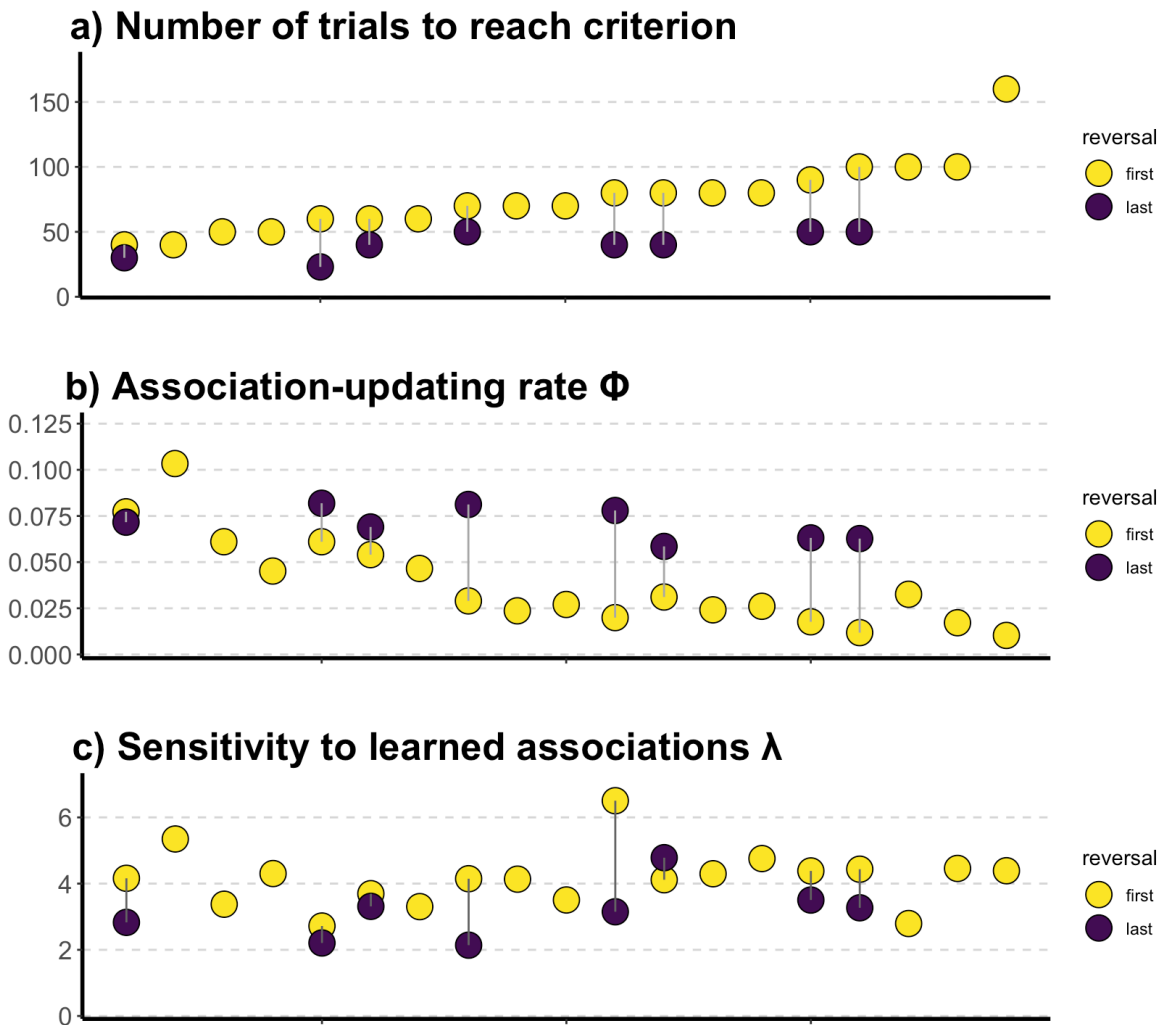 a) Number of trials to reach criterion
150
100
50
0
reversal
first
last
b) Association-updating rate Φ
0.125
0.100
0.075
0.050
0.025
0.000
reversal
first
last
c) Sensitivity to learned associations λ
6
4
2
0
reversal
first
last